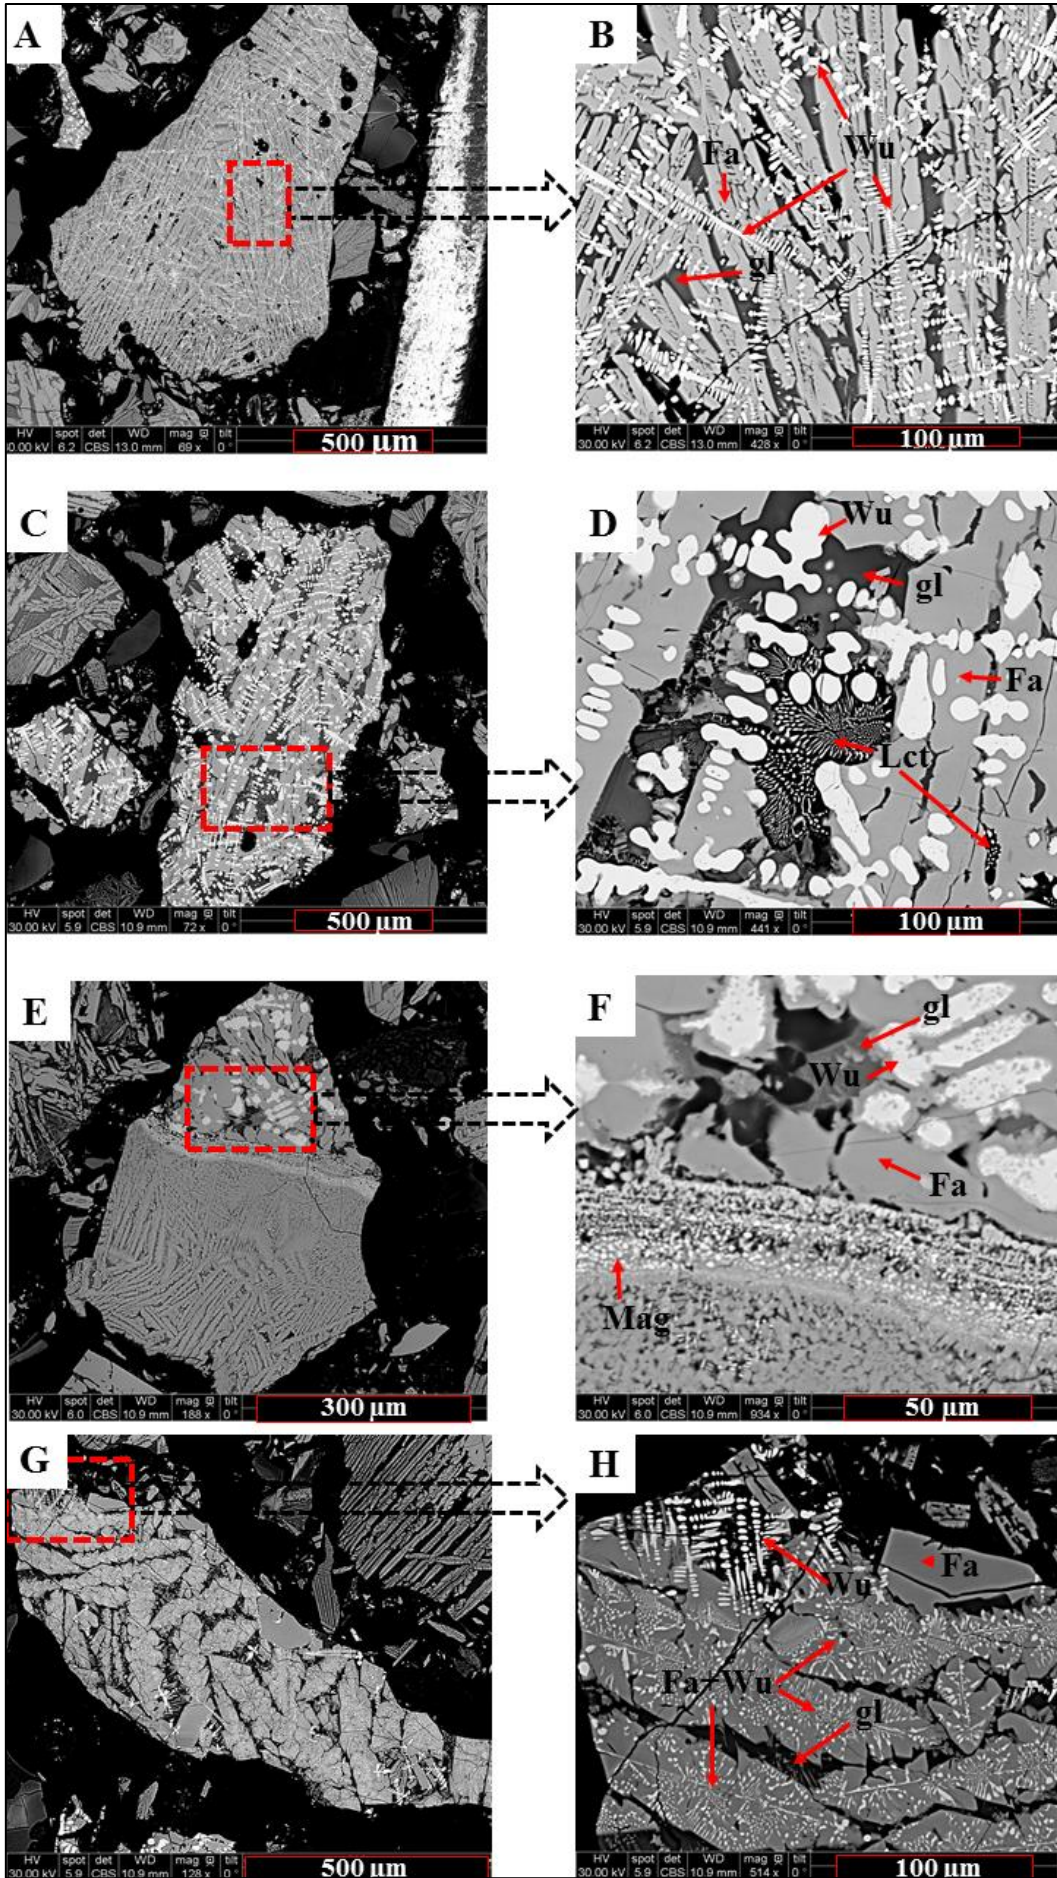 A
HV spot det WD mag tilt
30.00 kV 6.2 CBS 13.0 mm 69 x 0°
500 µm
B
Wu
Fa
gl
HV spot det WD mag tilt
30.00 kV 6.2 CBS 13.0 mm 428 x 0°
100 µm
C
HV spot det WD mag tilt
30.00 kV 5.9 CBS 10.9 mm 72 x 0°
500 µm
D
Wu
gl
Fa
Lct
HV spot det WD mag tilt
30.00 kV 5.9 CBS 10.9 mm 441 x 0°
100 µm
E
HV spot det WD mag tilt
30.00 kV 6.0 CBS 10.9 mm 188 x 0°
300 µm
F
gl
Wu
Fa
Mag
HV spot det WD mag tilt
30.00 kV 6.0 CBS 10.9 mm 934 x 0°
50 µm
G
HV spot det WD mag tilt
30.00 kV 5.9 CBS 10.9 mm 128 x 0°
500 µm
H
Fa
Wu
Fa+Wu
gl
HV spot det WD mag tilt
30.00 kV 5.9 CBS 10.9 mm 514 x 0°
100 µm